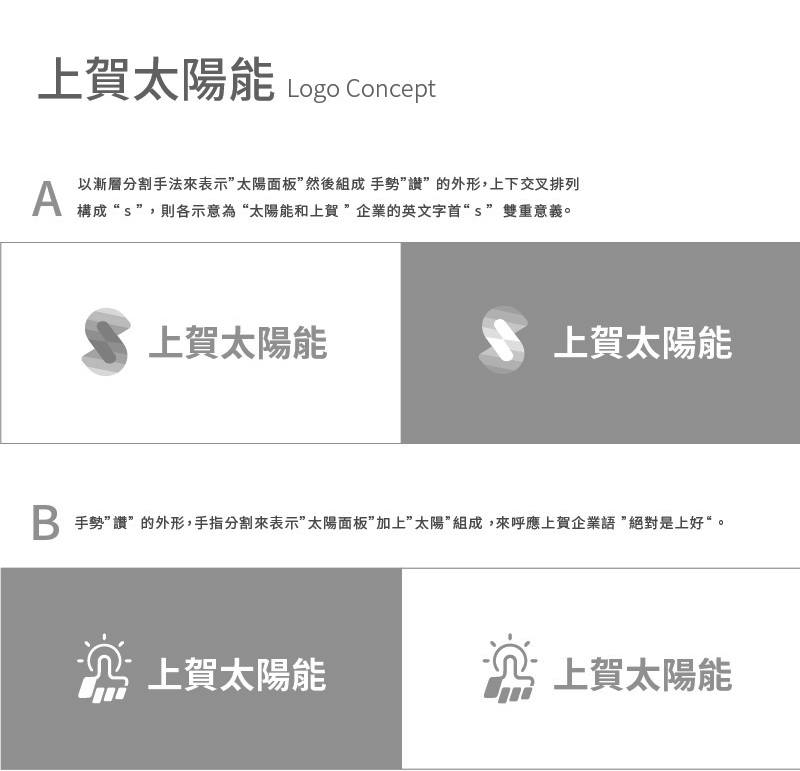 上賀太陽能 Logo Concept
A
以漸層分割手法來表示”太陽面板”然後組成 手勢”讚” 的外形，上下交叉排列
構成 “ s ” ，則各示意為 “太陽能和上賀 ” 企業的英文字首“ s ” 雙重意義。
上賀太陽能
上賀太陽能
B
手勢”讚” 的外形，手指分割來表示”太陽面板”加上”太陽”組成 ，來呼應上賀企業語 ”絕對是上好“ 。
上賀太陽能
上賀太陽能